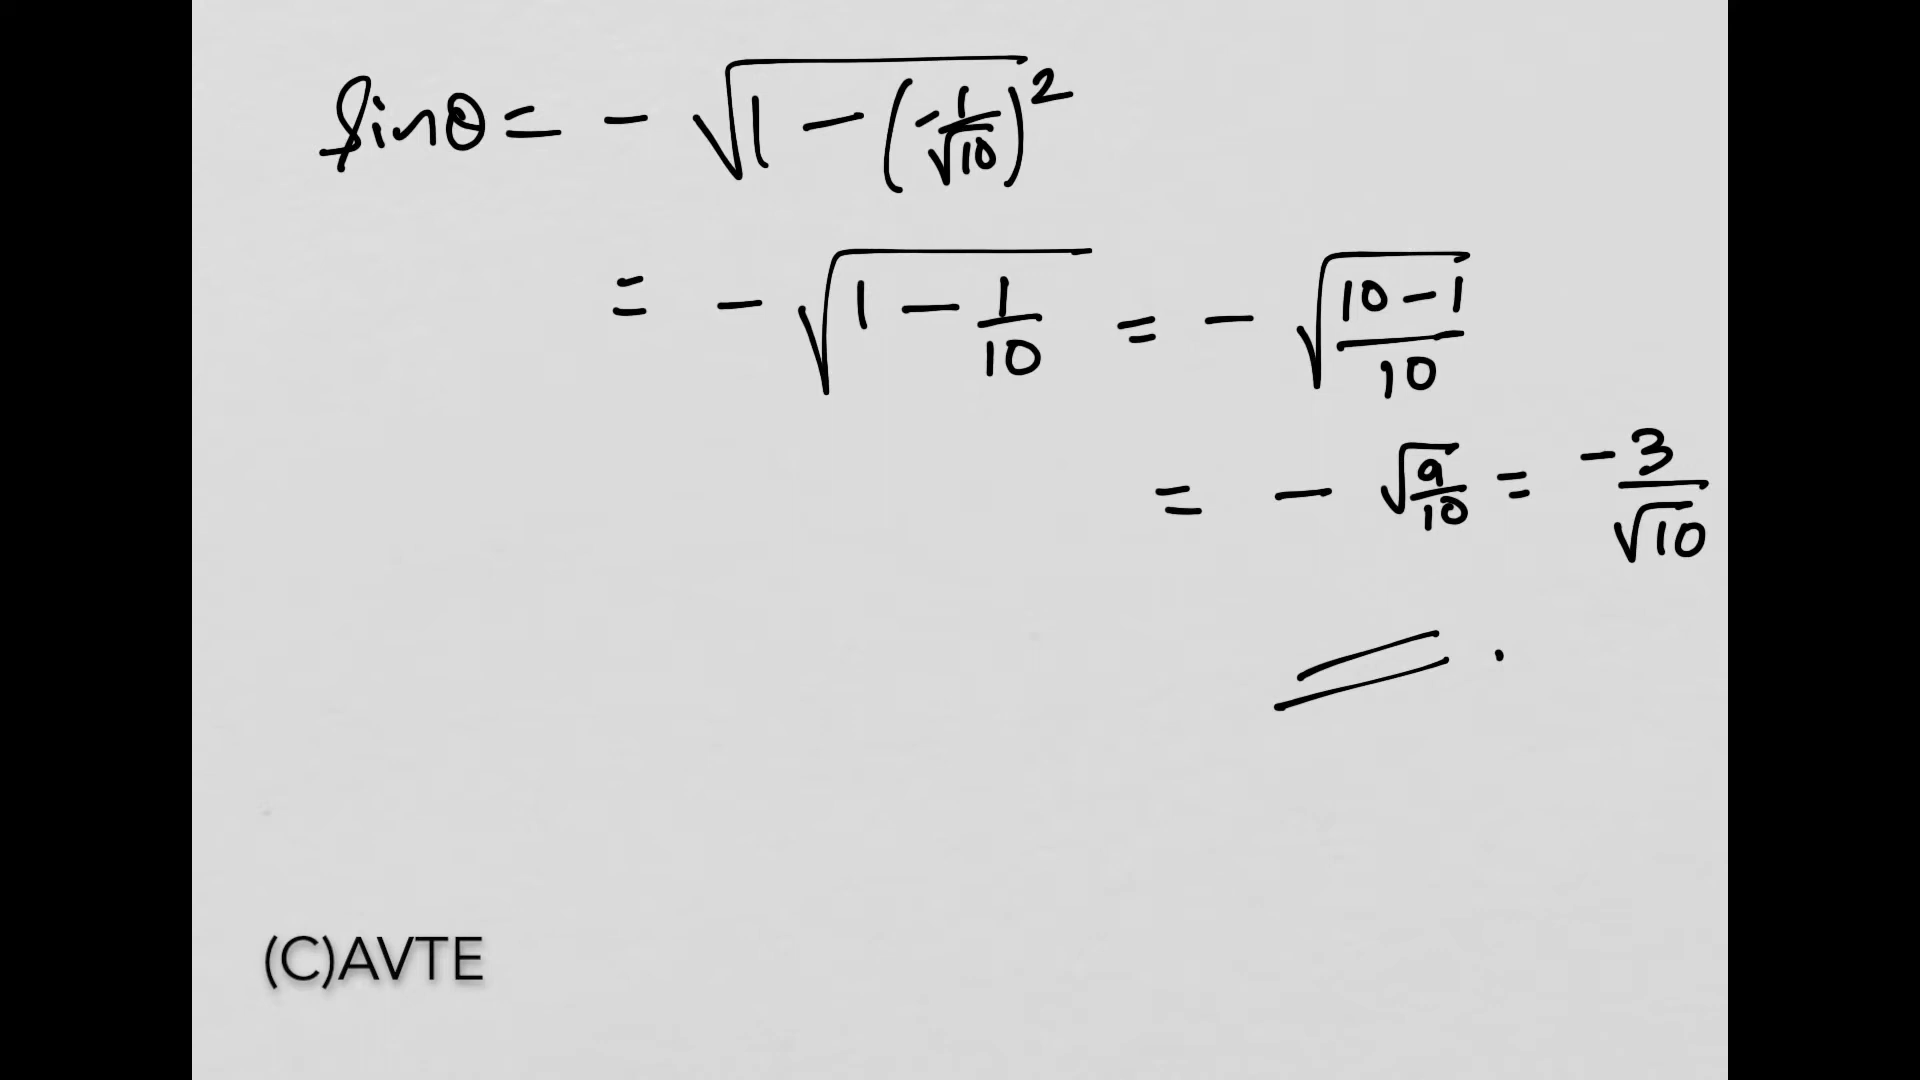 sinθ = - √(1 - (-1/√10)²)
= - √(1 - 1/10) = - √((10 - 1)/10)
= - √(9/10) = -3/√10
(C)AVTE